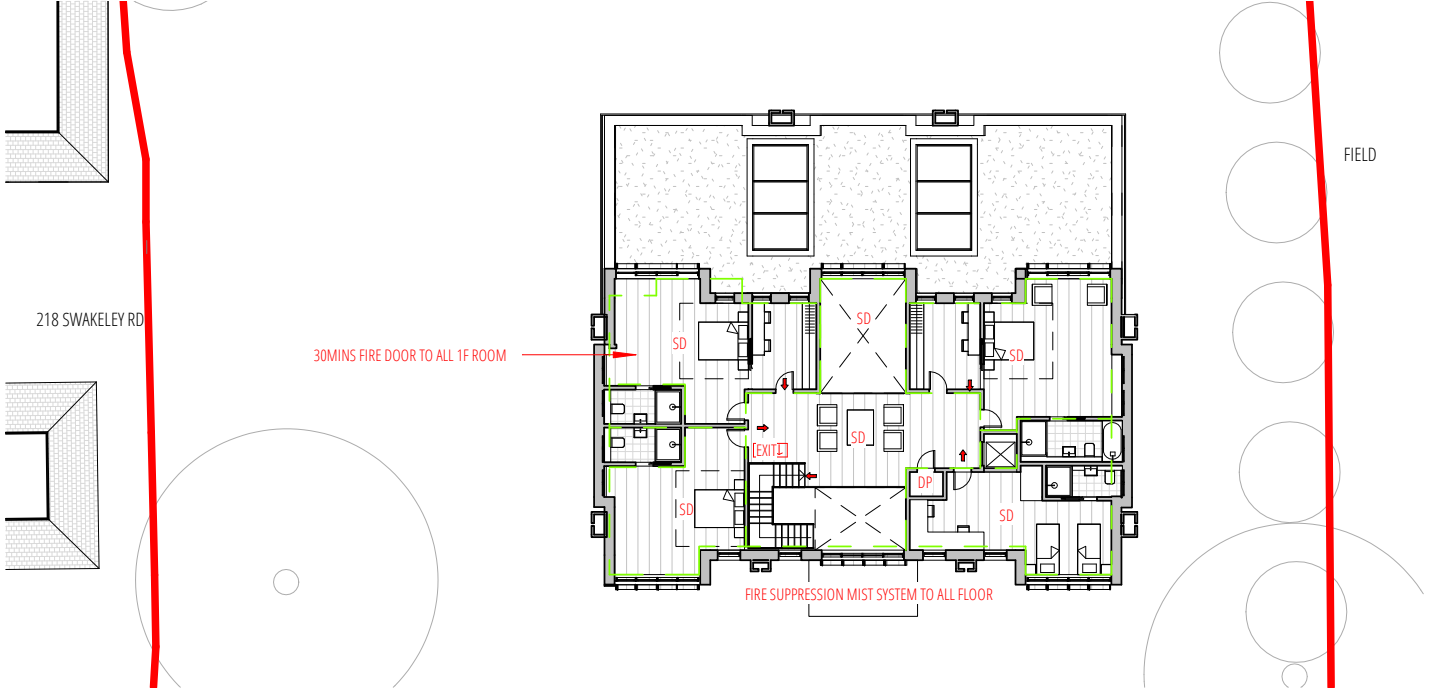 FIELD
218 SWAKELEY RD
SD
30MINS FIRE DOOR TO ALL 1F ROOM
SD
SD
SD
EXIT
DP
SD
SD
FIRE SUPPRESSION MIST SYSTEM TO ALL FLOOR